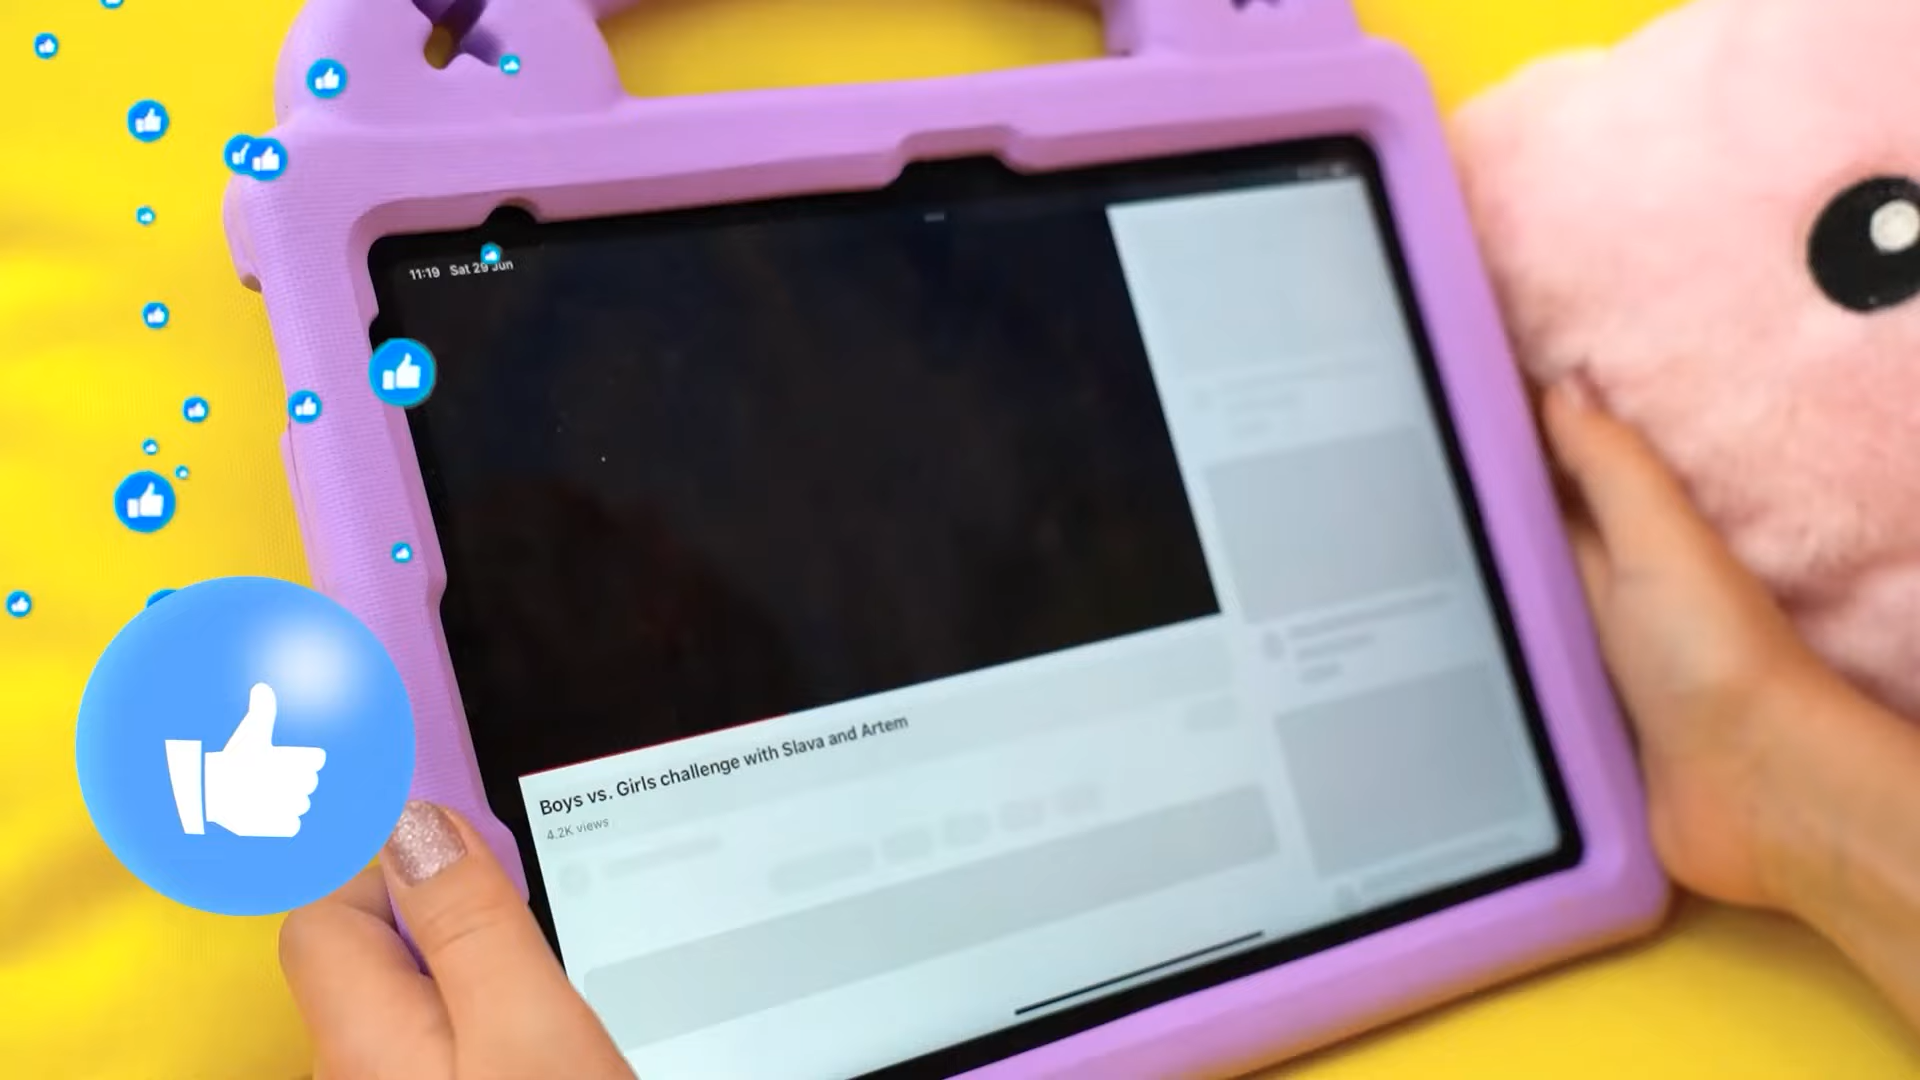 11:19 Sat 29 Jun
Boys vs. Girls challenge with Slava and Artem
4.2K views